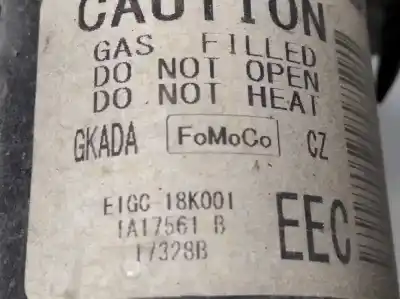 CAUTION
GAS FILLED
DO NOT OPEN
DO NOT HEAT
GKADA FoMoCo CZ
E1GC 18K001
1A17561 B
17328B
EEC